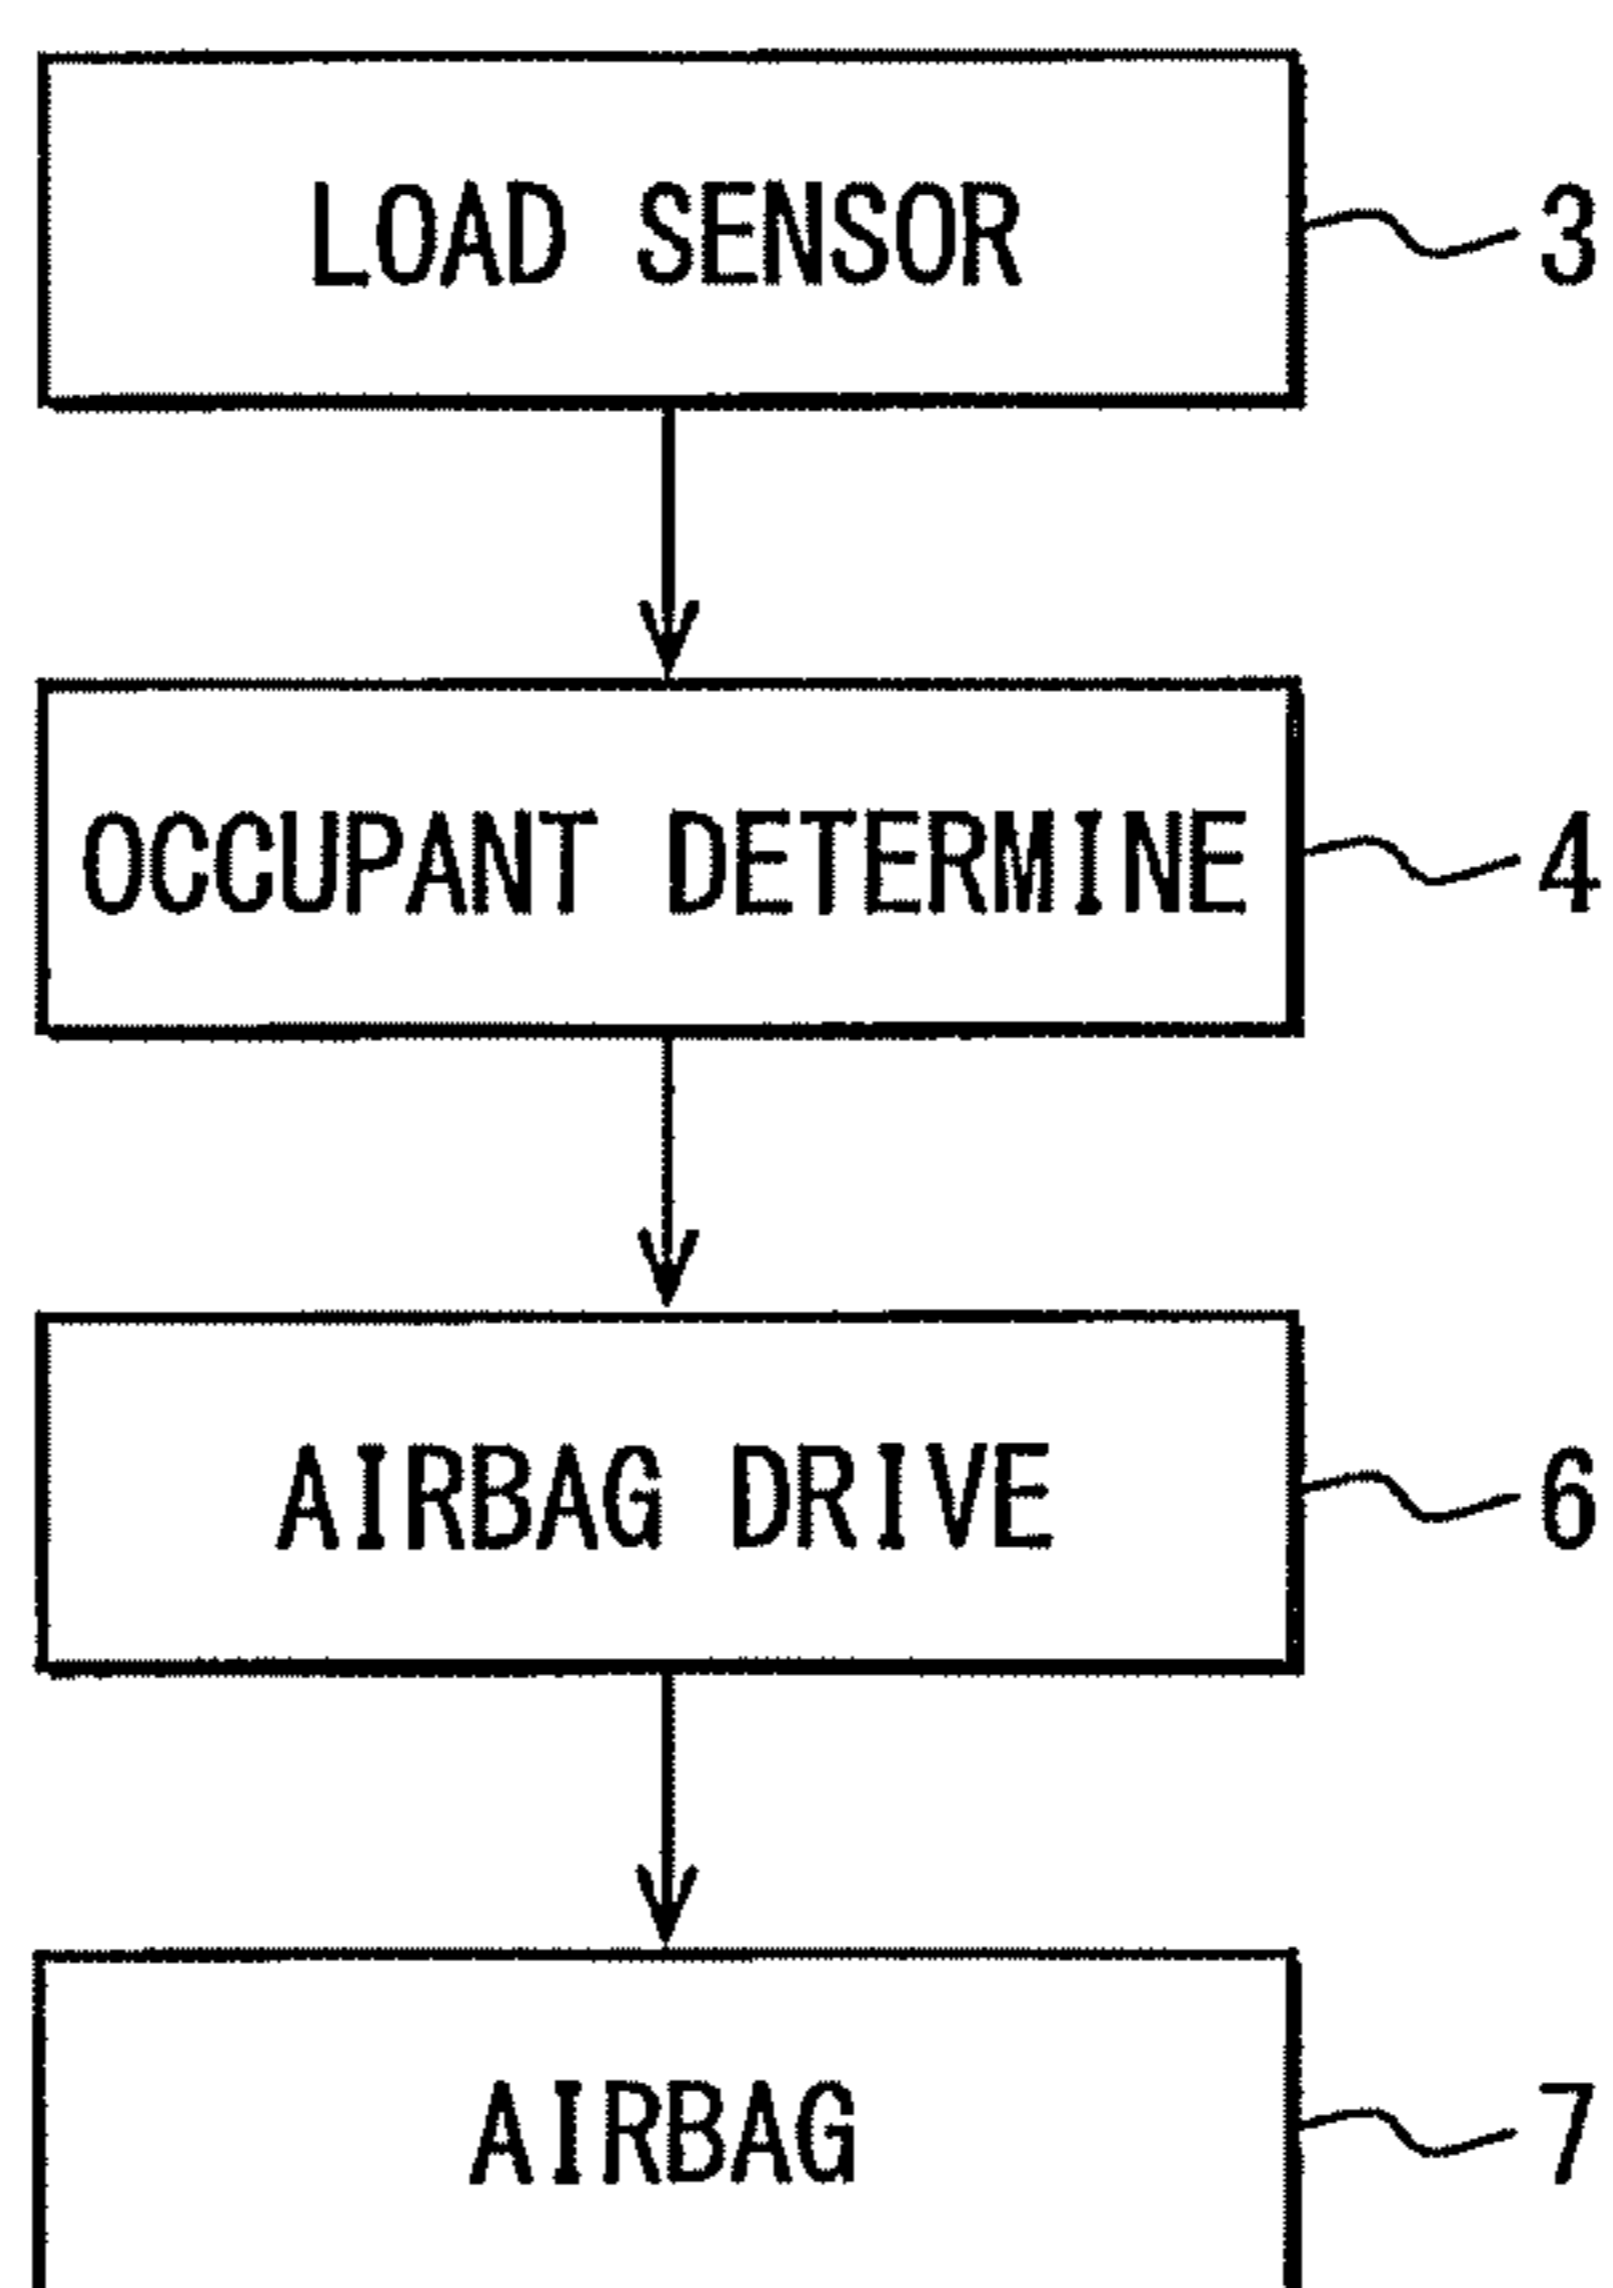 LOAD SENSOR 3
OCCUPANT DETERMINE 4
AIRBAG DRIVE 6
AIRBAG 7